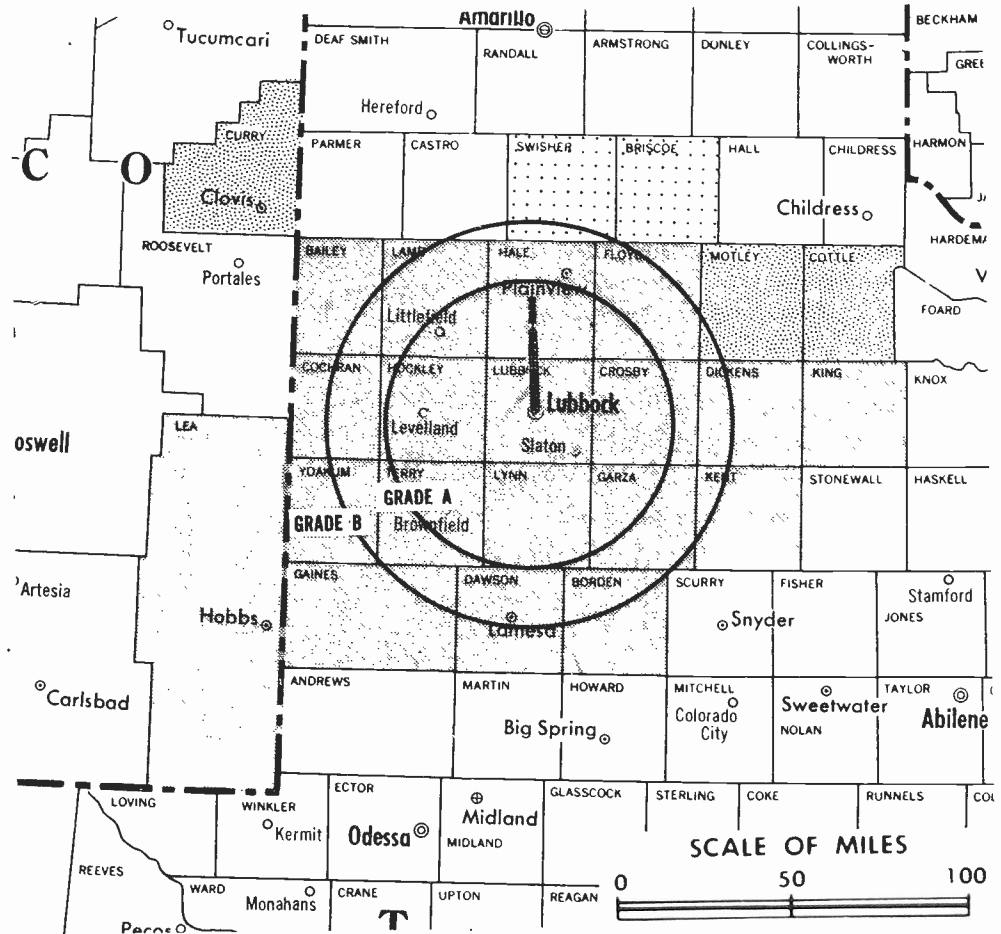 Amarillo
BECKHAM
Tucumcari
DEAF SMITH
RANDALL
ARMSTRONG
DONLEY
COLLINGS-
WORTH
Hereford
CURRY
PARMER
CASTRO
SWISHER
BRISCOE
HALL
CHILDRESS
HARMON
C O
Clovis
Childress
ROOSEVELT
Portales
BAILEY
LAMB
HALE
FLOYD
MOTLEY
COTTLE
Plainview
FOARD
Littlefield
COCHRAN
HOCKLEY
LUBBOCK
CROSBY
DICKENS
KING
KNOX
Lubbock
LEA
Levelland
oswell
Slaton
YOAKUM
TERRY
LYNN
GARZA
KENT
STONEWALL
HASKELL
GRADE A
GRADE B
Brownfield
GAINES
DAWSON
BORDEN
SCURRY
FISHER
Artesia
Stamford
Hobbs
Lamesa
Snyder
JONES
ANDREWS
MARTIN
HOWARD
MITCHELL
TAYLOR
Carlsbad
Sweetwater
Colorado
City
Abilene
Big Spring
NOLAN
ECTOR
GLASSCOCK
STERLING
COKE
RUNNELS
LOVING
WINKLER
Kermit
Odessa
Midland
MIDLAND
SCALE OF MILES
REEVES
0 50 100
WARD
Monahans
CRANE
UPTON
REAGAN
T
Pecos